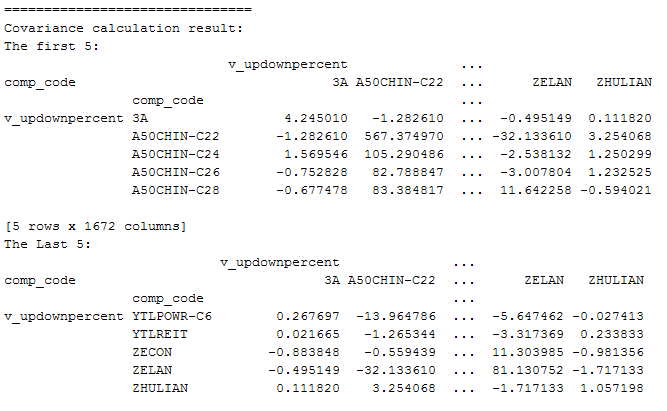 ===============================
Covariance calculation result:
The first 5:
v_updownpercent ...
comp_code 3A A50CHIN-C22 ... ZELAN ZHULIAN
comp_code ...
v_updownpercent 3A 4.245010 -1.282610 ... -0.495149 0.111820
A50CHIN-C22 -1.282610 567.374970 ... -32.133610 3.254068
A50CHIN-C24 1.569546 105.290486 ... -2.538132 1.250299
A50CHIN-C26 -0.752828 82.788847 ... -3.007804 1.232525
A50CHIN-C28 -0.677478 83.384817 ... 11.642258 -0.594021
[5 rows x 1672 columns]
The Last 5:
v_updownpercent ...
comp_code 3A A50CHIN-C22 ... ZELAN ZHULIAN
comp_code ...
v_updownpercent YTLPOWR-C6 0.267697 -13.964786 ... -5.647462 -0.027413
YTLREIT 0.021665 -1.265344 ... -3.317369 0.233833
ZECON -0.883848 -0.559439 ... 11.303985 -0.981356
ZELAN -0.495149 -32.133610 ... 81.130752 -1.717133
ZHULIAN 0.111820 3.254068 ... -1.717133 1.057198